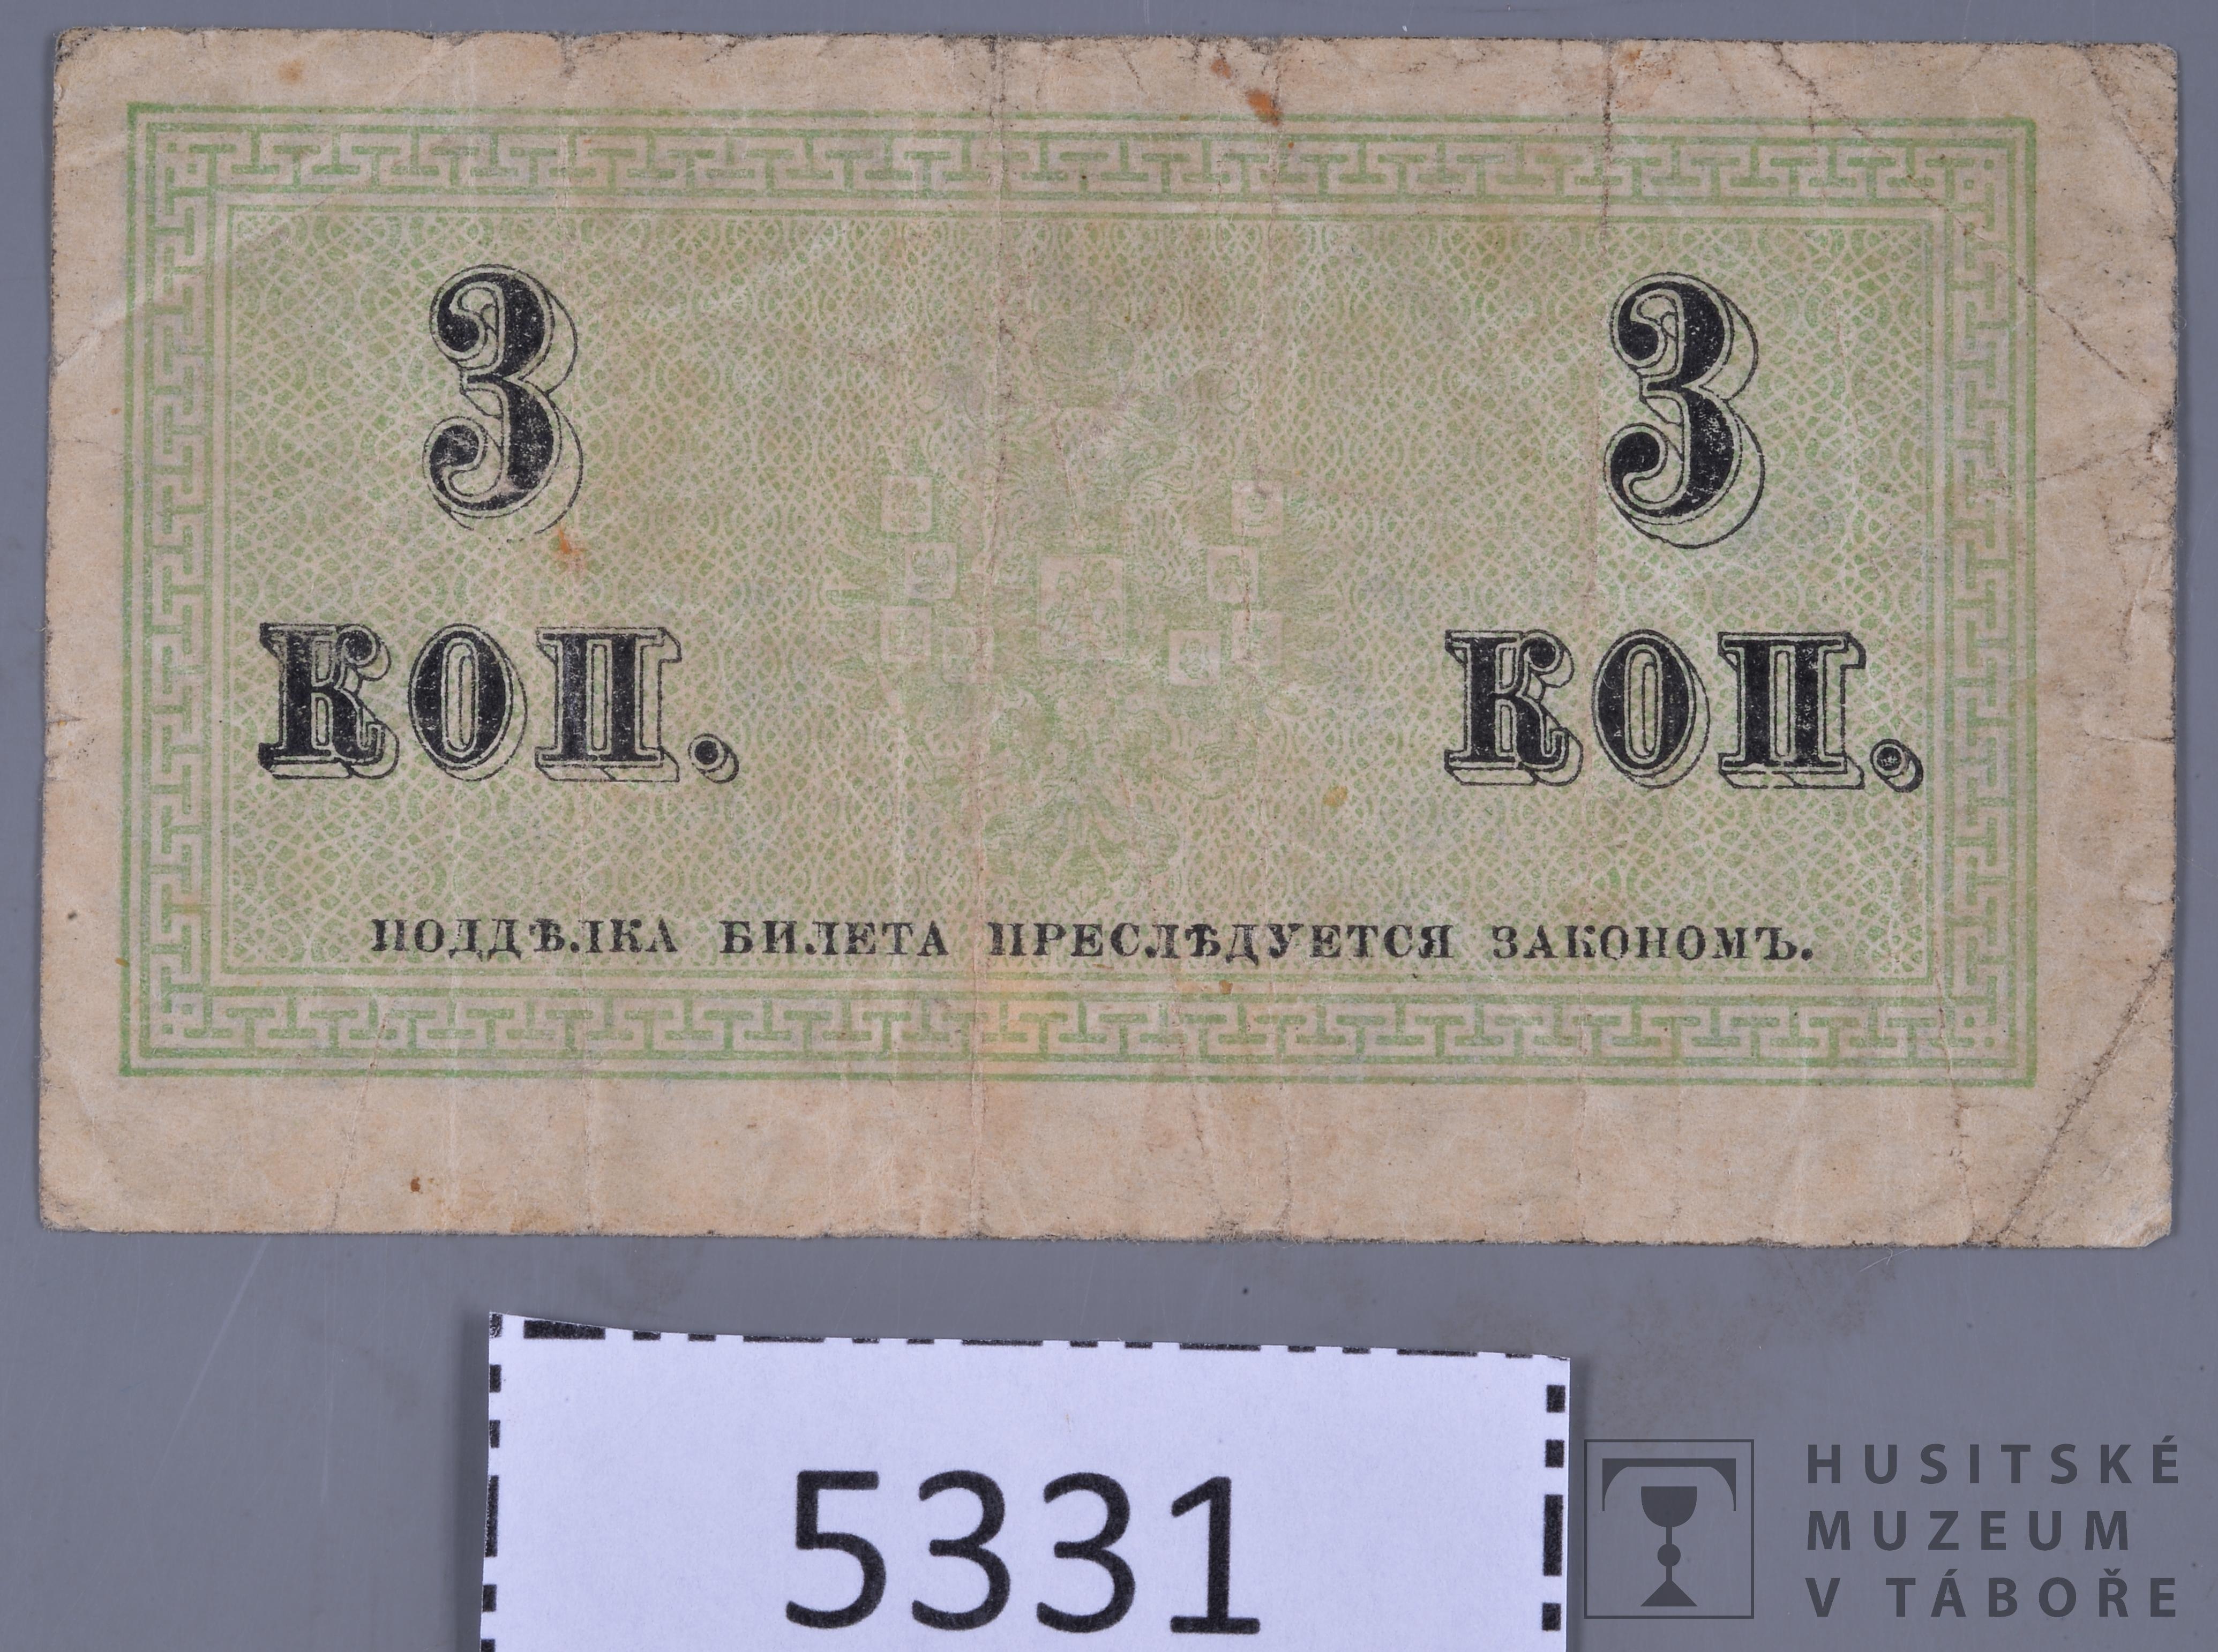 3 3
КОП. КОП.
ПОДДѢЛКА БИЛЕТА ПРЕСЛѢДУЕТСЯ ЗАКОНОМЪ.
5331
HUSITSKÉ
MUZEUM
V TÁBOŘE